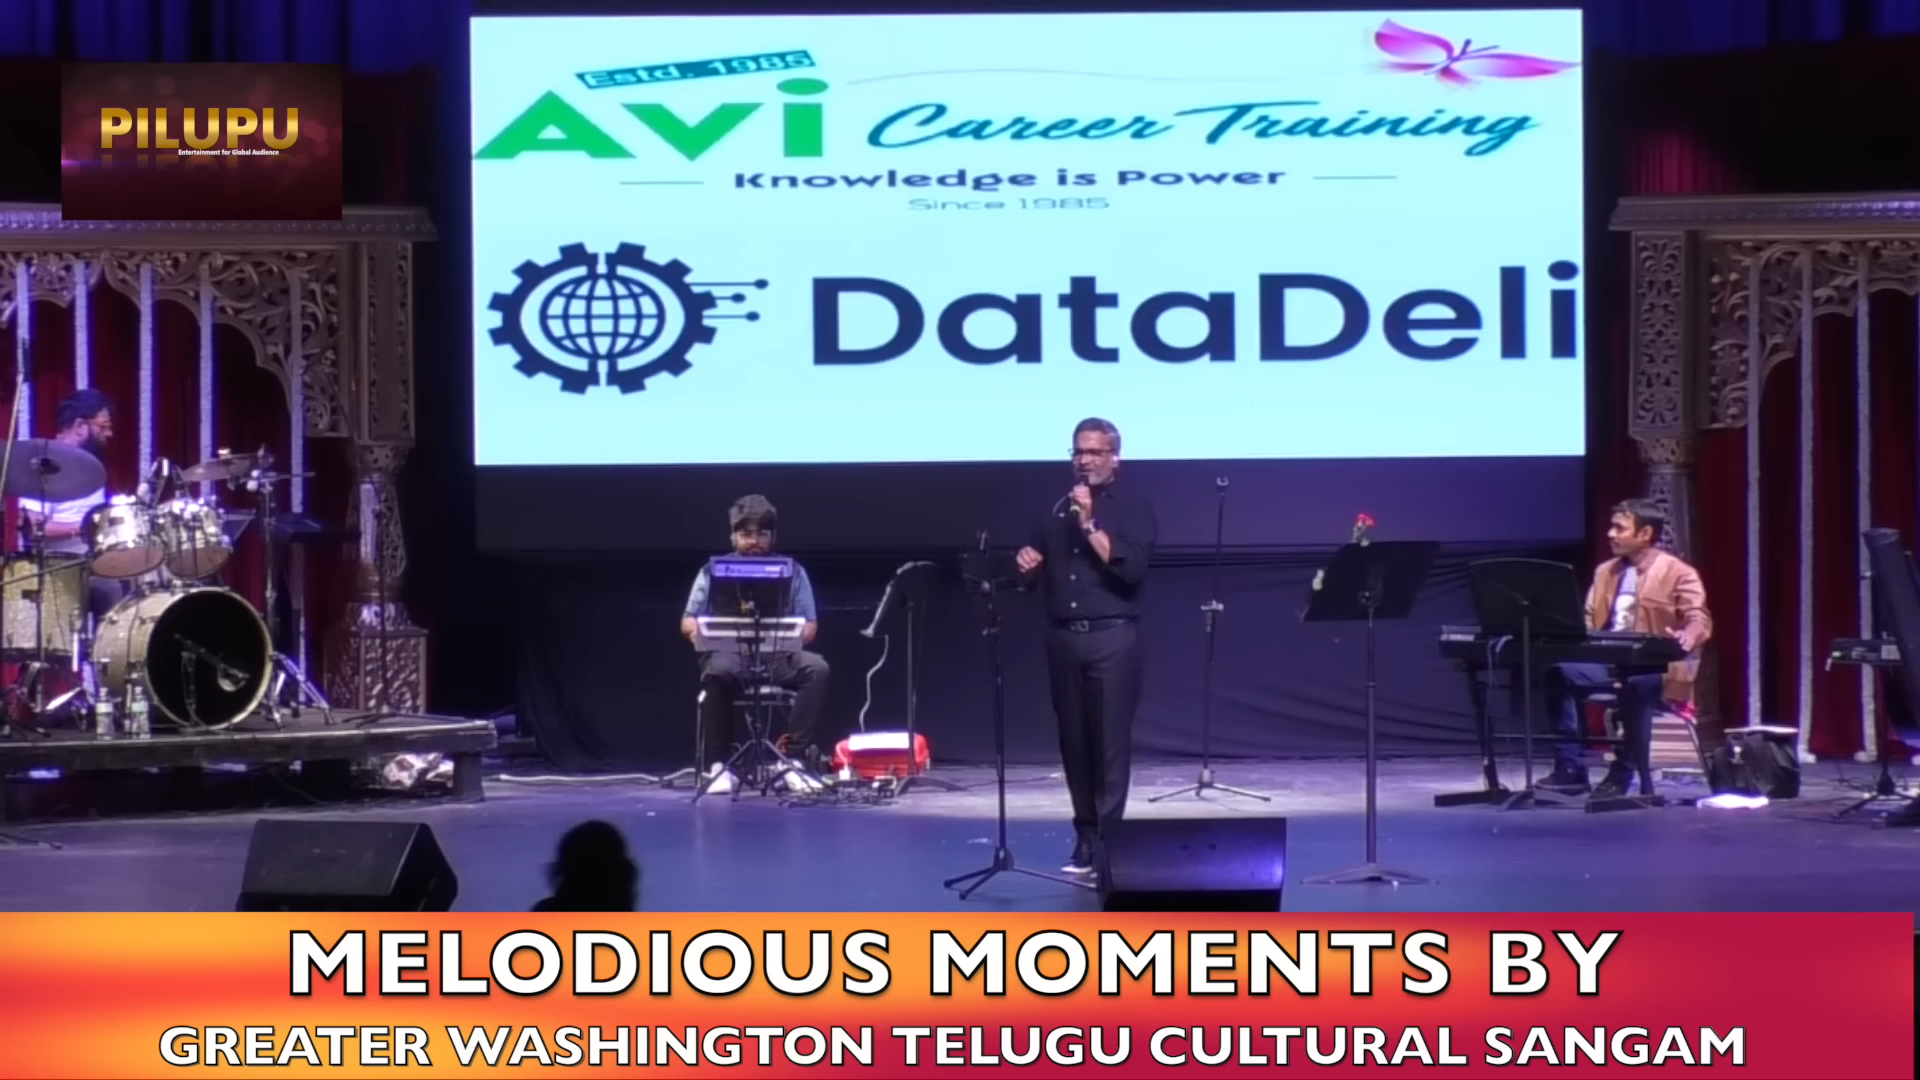 PILUPU
Entertainment for Global Audience
Estd. 1985
Avi Career Training
Knowledge is Power
Since 1985
DataDeli
MELODIOUS MOMENTS BY
GREATER WASHINGTON TELUGU CULTURAL SANGAM